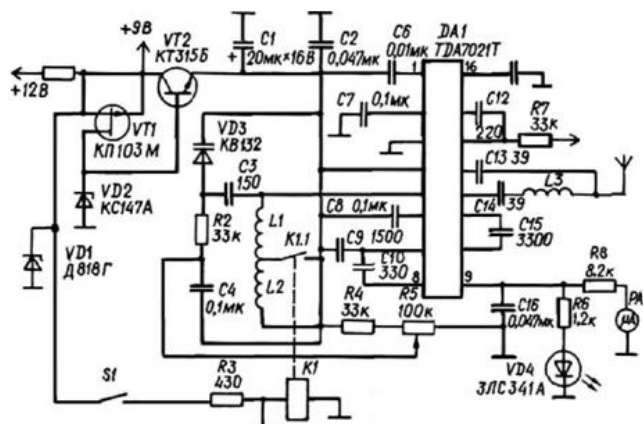 +9В
VT2
КТ315Б
+12В
VT1
КП103М
VD2
КС147А
VD1
Д818Г
S1
C1
+ 20мк×16В
C2
0,047мк
C6
0,01мк
DA1
TDA7021T
1
16
C7 0,1мк
C12
220
R7
33к
C13 39
VD3
КВ132
C3
150
R2
33к
L1
K1.1
L2
C4
0,1мк
C8 0,1мк
C9 1500
C10
330
8
9
C14
39
L3
C15
3300
R4
33к
R5
100к
R8
8.2к
PA
μA
C16
0,047мк
R6
1,2к
VD4
3ЛС341А
R3
430
K1